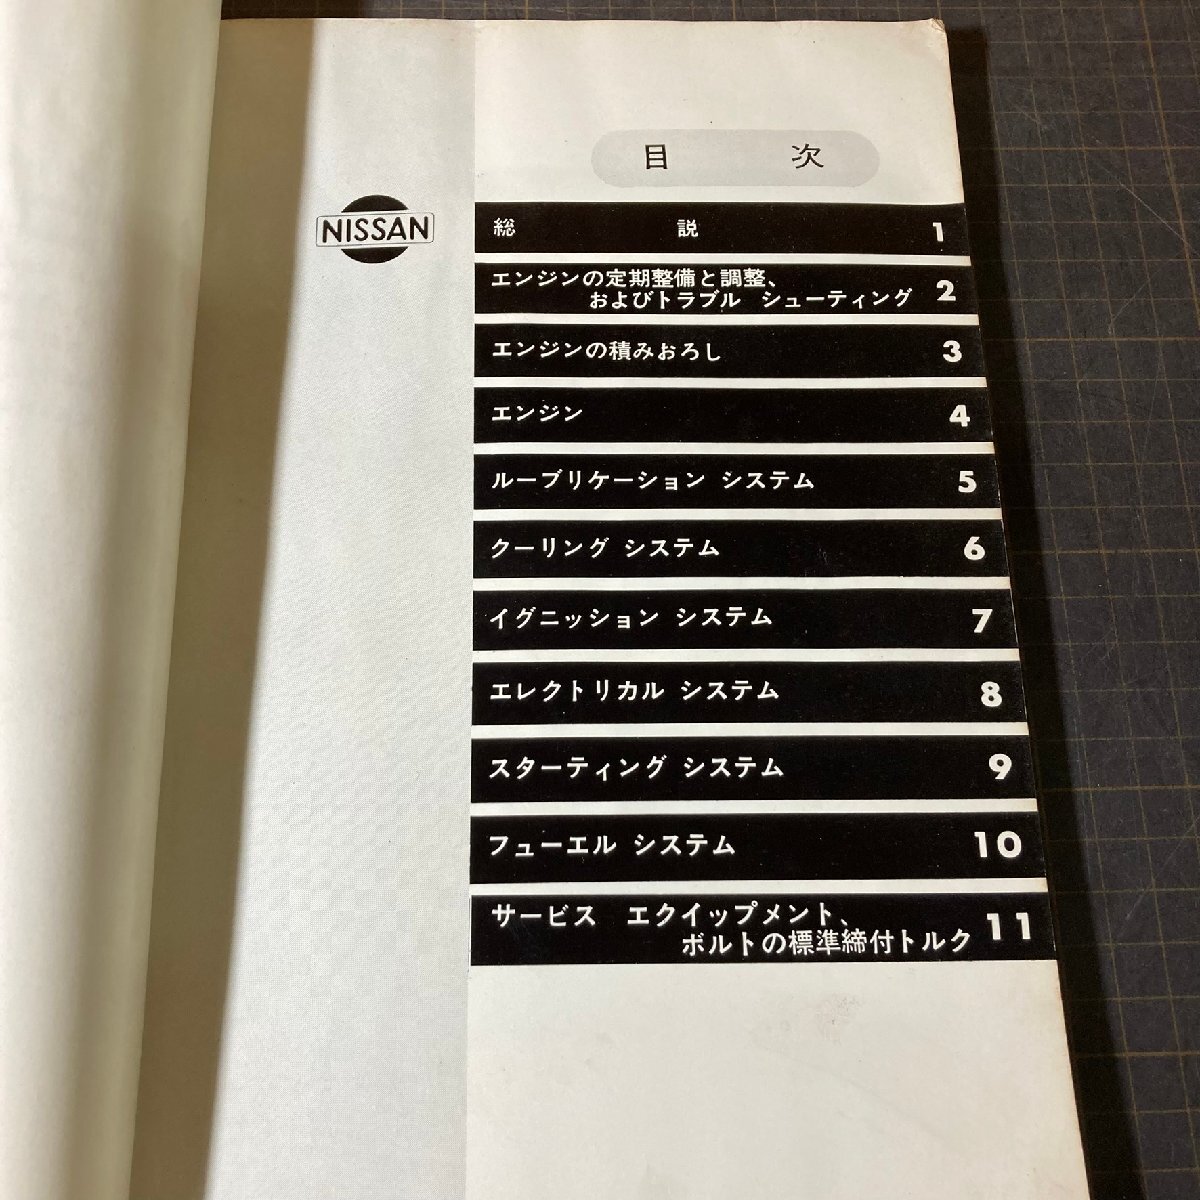 目 次
NISSAN
総 説 1
エンジンの定期整備と調整、
およびトラブル シューティング 2
エンジンの積みおろし 3
エンジン 4
ルーブリケーション システム 5
クーリング システム 6
イグニッション システム 7
エレクトリカル システム 8
スターティング システム 9
フューエル システム 10
サービス エクイップメント、
ボルトの標準締付トルク 11